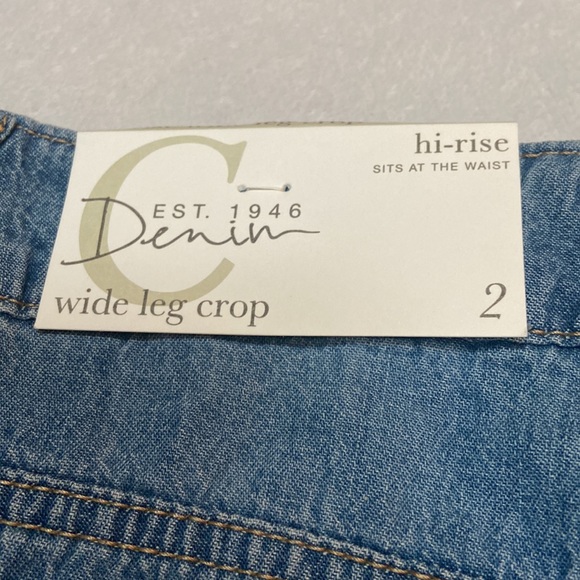 C
hi-rise
SITS AT THE WAIST
EST. 1946
Denim
wide leg crop
2